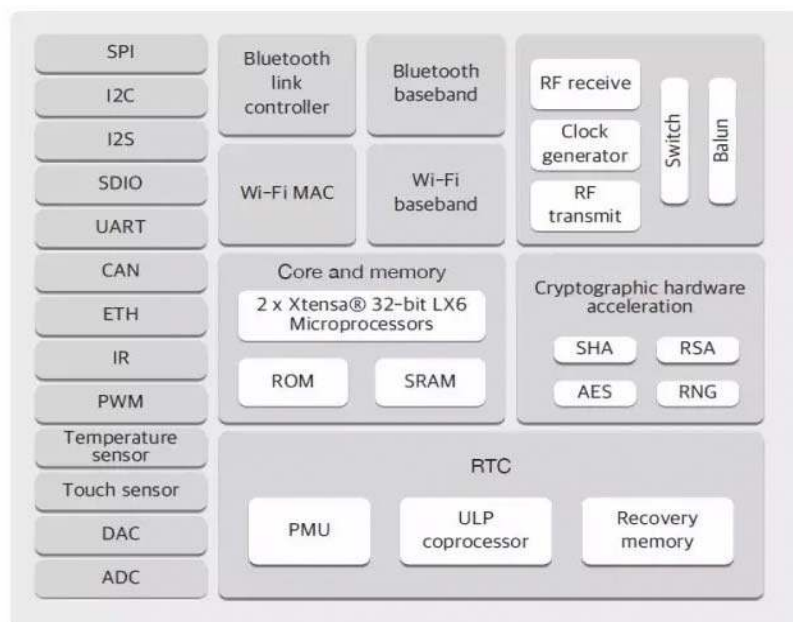 SPI
I2C
I2S
SDIO
UART
CAN
ETH
IR
PWM
Temperature
sensor
Touch sensor
DAC
ADC
Bluetooth
link
controller
Bluetooth
baseband
Wi-Fi MAC
Wi-Fi
baseband
RF receive
Clock
generator
RF
transmit
Switch
Balun
Core and memory
2 x Xtensa® 32-bit LX6
Microprocessors
ROM
SRAM
Cryptographic hardware
acceleration
SHA
RSA
AES
RNG
RTC
PMU
ULP
coprocessor
Recovery
memory